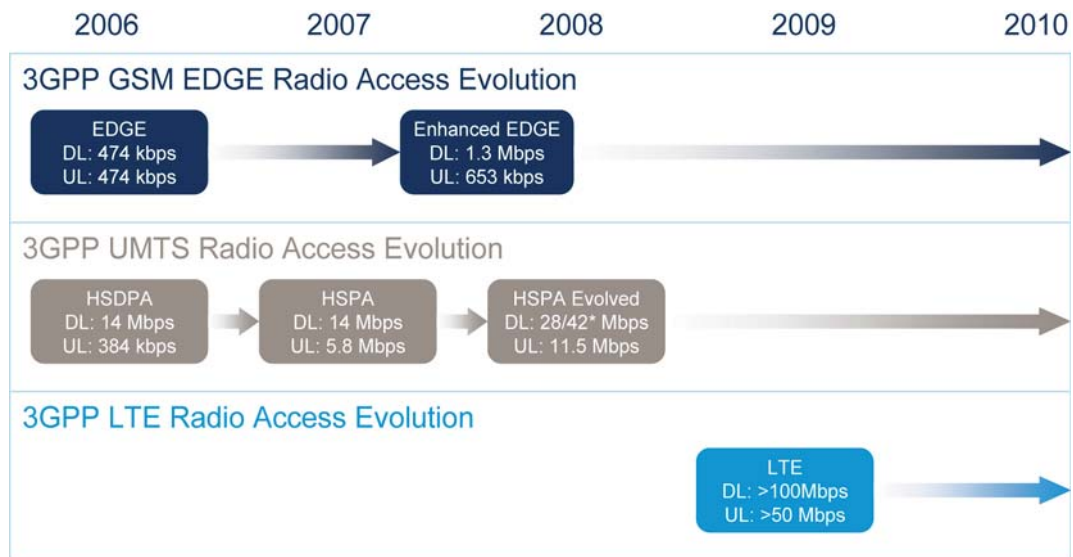 2006 2007 2008 2009 2010
3GPP GSM EDGE Radio Access Evolution
EDGE
DL: 474 kbps
UL: 474 kbps
Enhanced EDGE
DL: 1.3 Mbps
UL: 653 kbps
3GPP UMTS Radio Access Evolution
HSDPA
DL: 14 Mbps
UL: 384 kbps
HSPA
DL: 14 Mbps
UL: 5.8 Mbps
HSPA Evolved
DL: 28/42* Mbps
UL: 11.5 Mbps
3GPP LTE Radio Access Evolution
LTE
DL: >100Mbps
UL: >50 Mbps